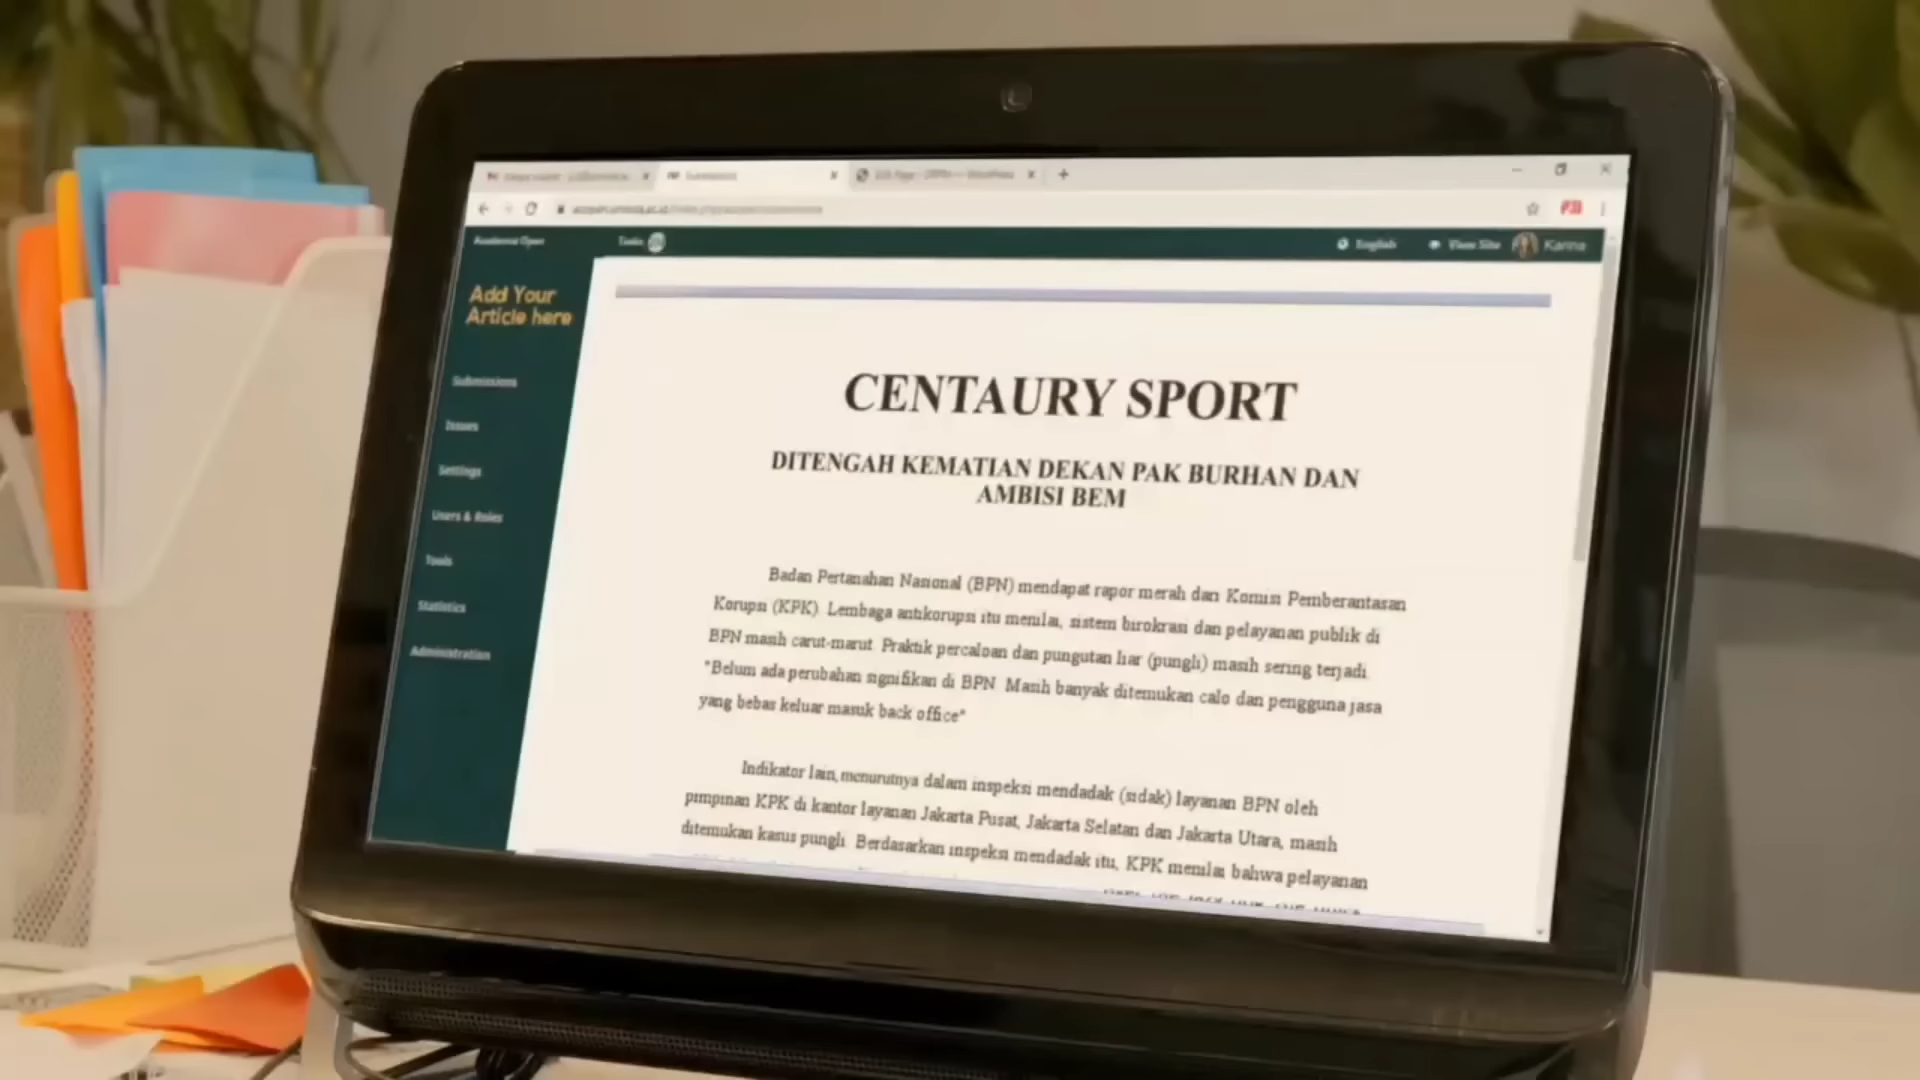 Academic Open
Tasks
English
View Site
Karina
Add Your
Article here
Submissions
Issues
Settings
Users & Roles
Tools
Statistics
Administration
CENTAURY SPORT
DITENGAH KEMATIAN DEKAN PAK BURHAN DAN
AMBISI BEM
Badan Pertanahan Nasional (BPN) mendapat rapor merah dari Komisi Pemberantasan
Korupsi (KPK). Lembaga antikorupsi itu menilai, sistem birokrasi dan pelayanan publik di
BPN masih carut-marut. Praktik percaloan dan pungutan liar (pungli) masih sering terjadi.
"Belum ada perubahan signifikan di BPN. Masih banyak ditemukan calo dan pengguna jasa
yang bebas keluar masuk back office"
Indikator lain, menurutnya dalam inspeksi mendadak (sidak) layanan BPN oleh
pimpinan KPK di kantor layanan Jakarta Pusat, Jakarta Selatan dan Jakarta Utara, masih
ditemukan kasus pungli. Berdasarkan inspeksi mendadak itu, KPK menilai bahwa pelayanan